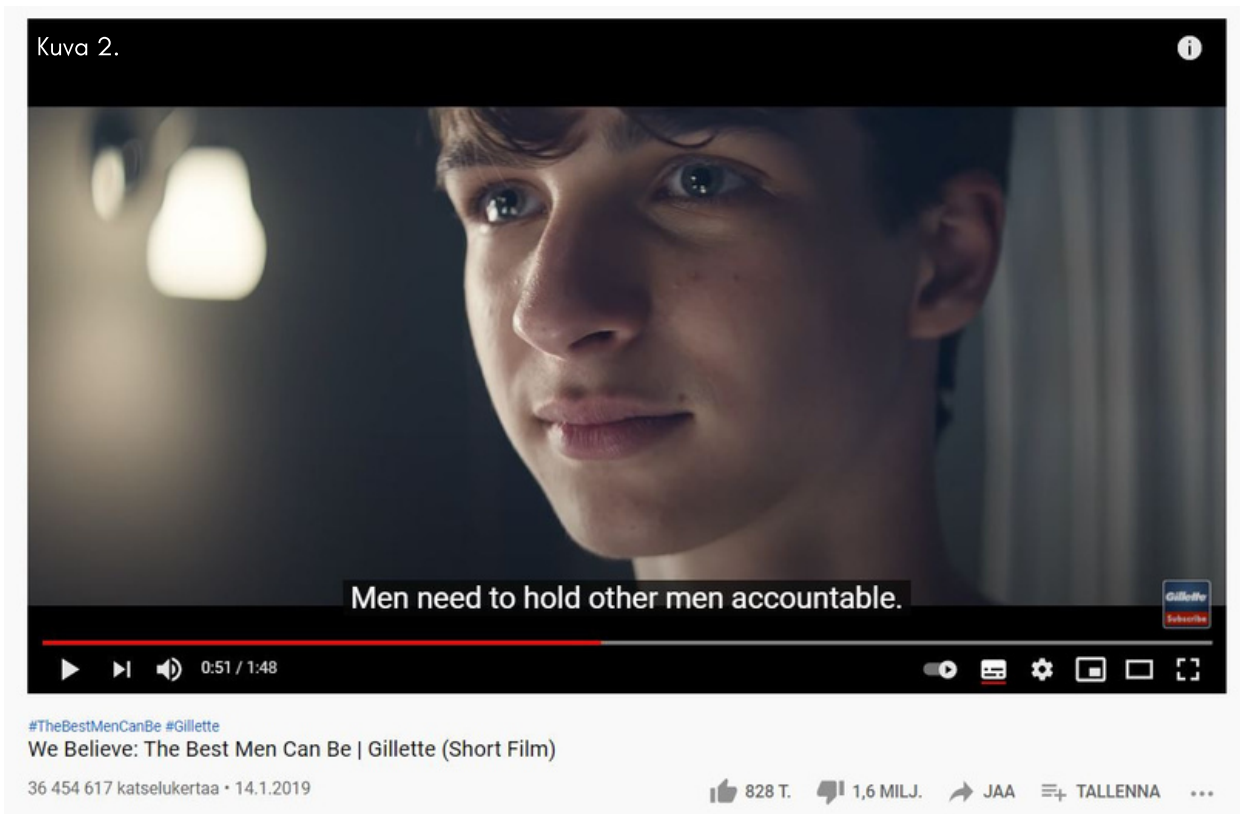 Kuva 2.
Men need to hold other men accountable.
Gillette
Subscribe
0:51 / 1:48
#TheBestMenCanBe #Gillette
We Believe: The Best Men Can Be | Gillette (Short Film)
36 454 617 katselukertaa • 14.1.2019
828 T. 1,6 MILJ. JAA TALLENNA